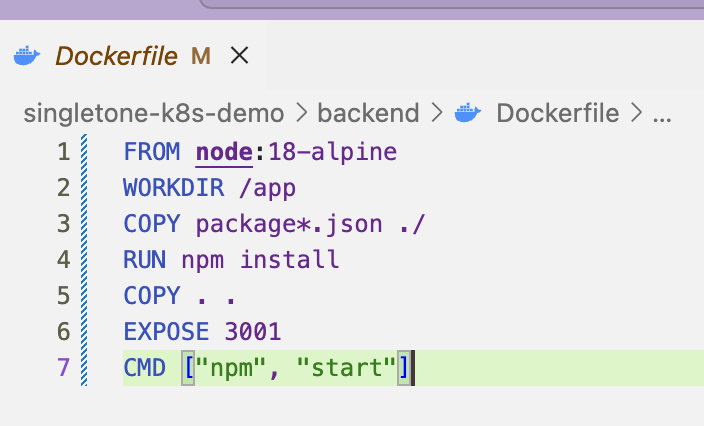 Dockerfile M
singletone-k8s-demo > backend > Dockerfile > ...
1 FROM node:18-alpine
2 WORKDIR /app
3 COPY package*.json ./
4 RUN npm install
5 COPY . .
6 EXPOSE 3001
7 CMD ["npm", "start"]